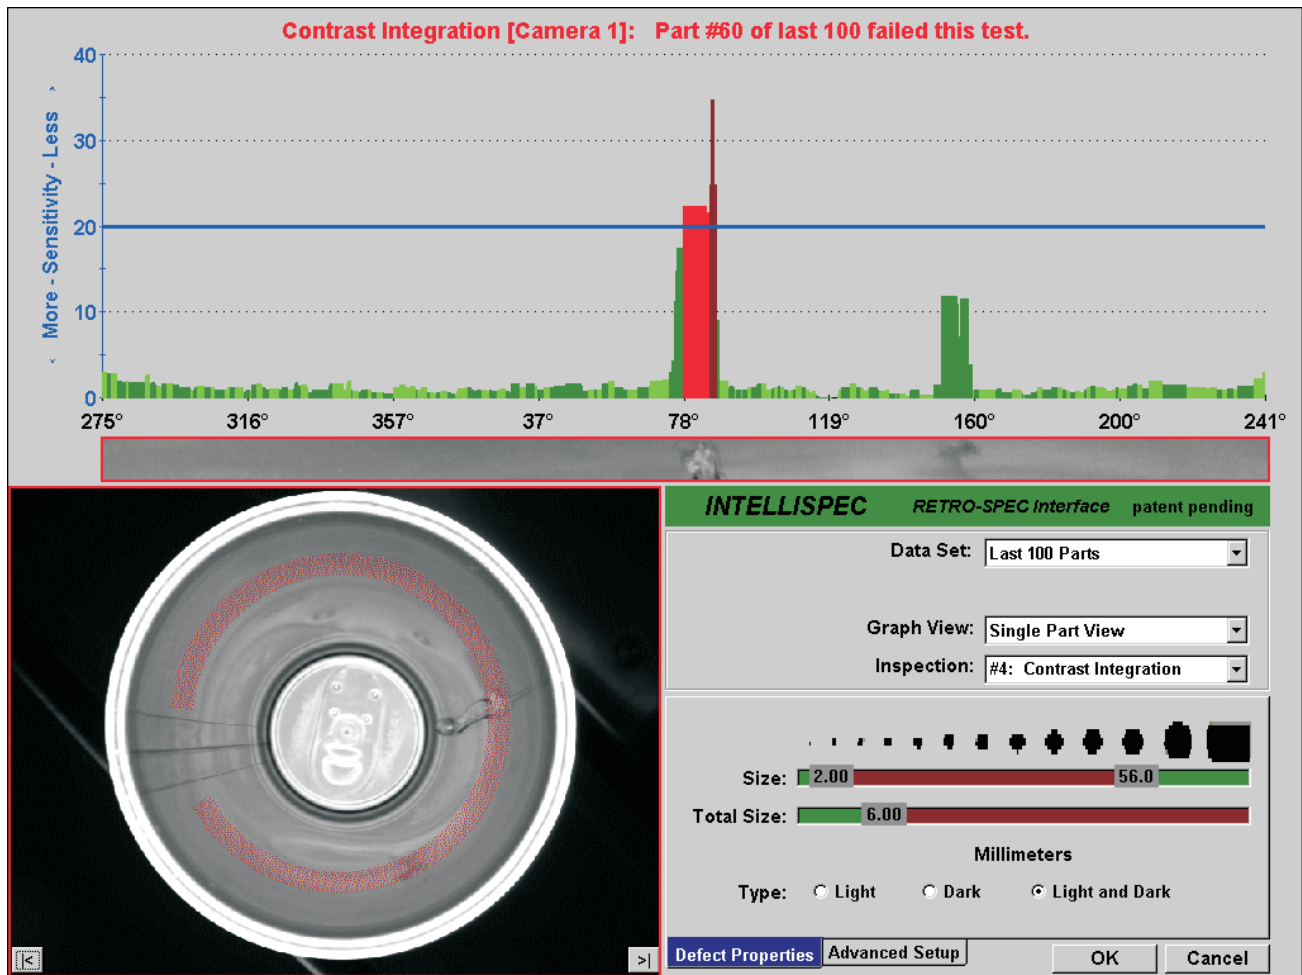 Contrast Integration [Camera 1]:   Part #60 of last 100 failed this test.
< More - Sensitivity - Less >
40
30
20
10
0
275° 316° 357° 37° 78° 119° 160° 200° 241°
INTELLISPEC RETRO-SPEC Interface patent pending
Data Set: Last 100 Parts
Graph View: Single Part View
Inspection: #4: Contrast Integration
Size: 2.00 56.0
Total Size: 6.00
Millimeters
Type: Light Dark Light and Dark
|< >|
Defect Properties Advanced Setup OK Cancel